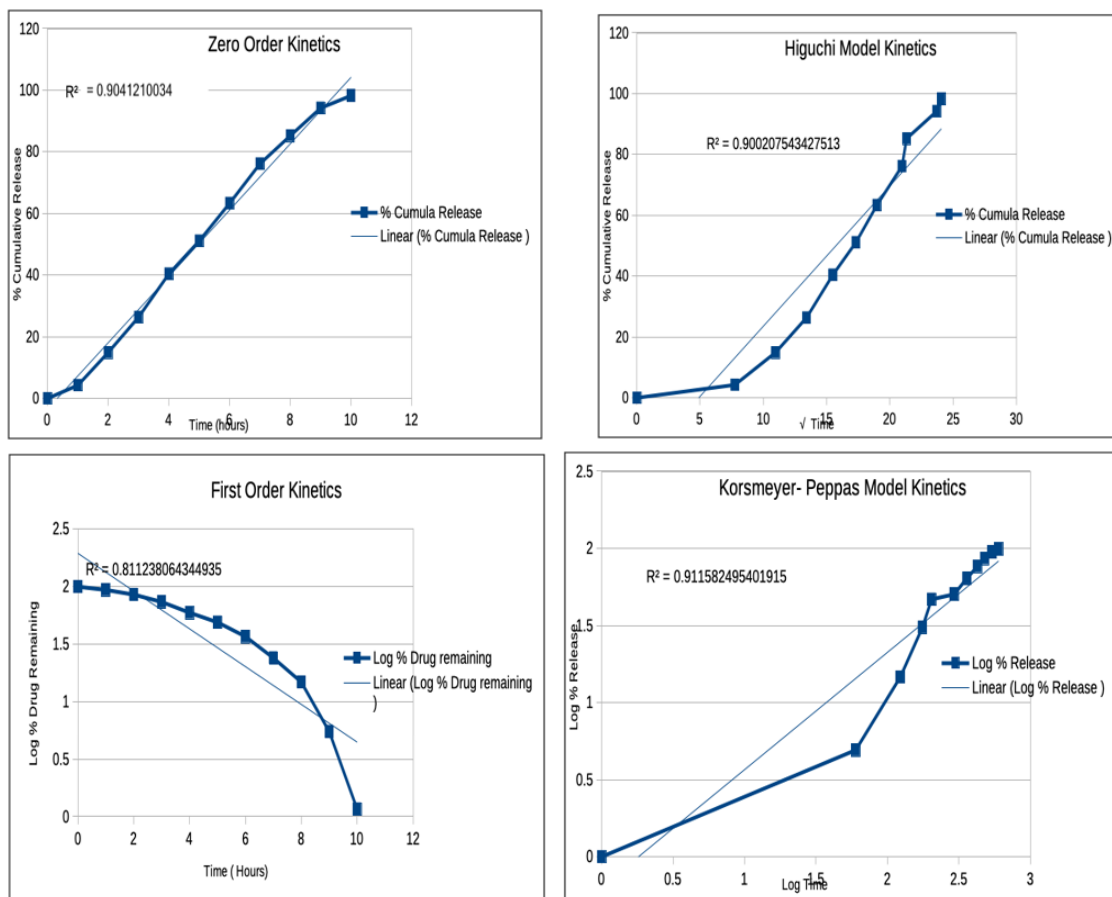 Zero Order Kinetics
R² = 0.9041210034
120
100
80
60
40
20
0
% Cumulative Release
0 2 4 6 8 10 12
Time (hours)
% Cumula Release
Linear (% Cumula Release )
Higuchi Model Kinetics
R² = 0.900207543427513
120
100
80
60
40
20
0
% Cumulative Release
0 5 10 15 20 25 30
√ Time
% Cumula Release
Linear (% Cumula Release )
First Order Kinetics
R² = 0.811238064344935
2.5
2
1.5
1
0.5
0
Log % Drug Remaining
0 2 4 6 8 10 12
Time ( Hours)
Log % Drug remaining
Linear (Log % Drug remaining
)
Korsmeyer- Peppas Model Kinetics
R² = 0.911582495401915
2.5
2
1.5
1
0.5
0
Log % Release
0 0.5 1 1.5 2 2.5 3
Log Time
Log % Release
Linear (Log % Release )